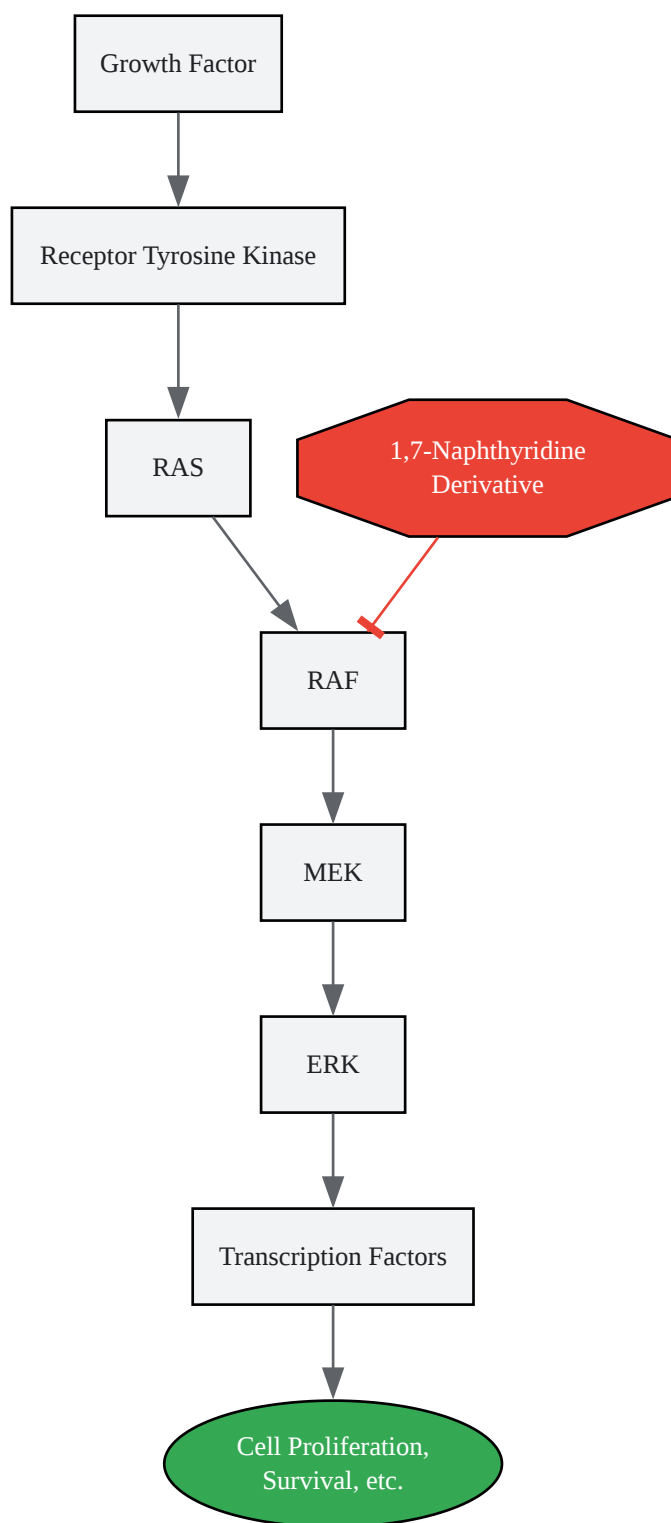 Growth Factor
Receptor Tyrosine Kinase
RAS
1,7-Naphthyridine
Derivative
RAF
MEK
ERK
Transcription Factors
Cell Proliferation,
Survival, etc.